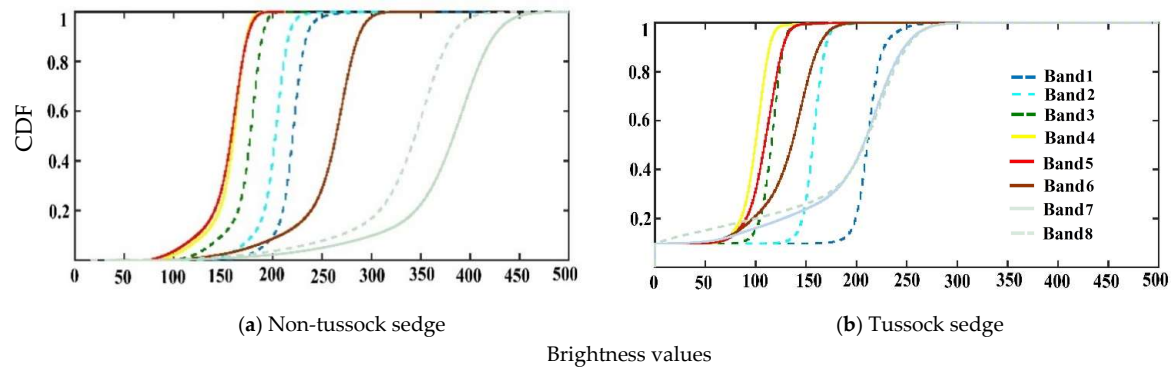 CDF
1
0.8
0.6
0.4
0.2
0 50 100 150 200 250 300 350 400 450 500
(a) Non-tussock sedge
1
0.8
0.6
0.4
0.2
0 50 100 150 200 250 300 350 400 450 500
Band1
Band2
Band3
Band4
Band5
Band6
Band7
Band8
(b) Tussock sedge
Brightness values